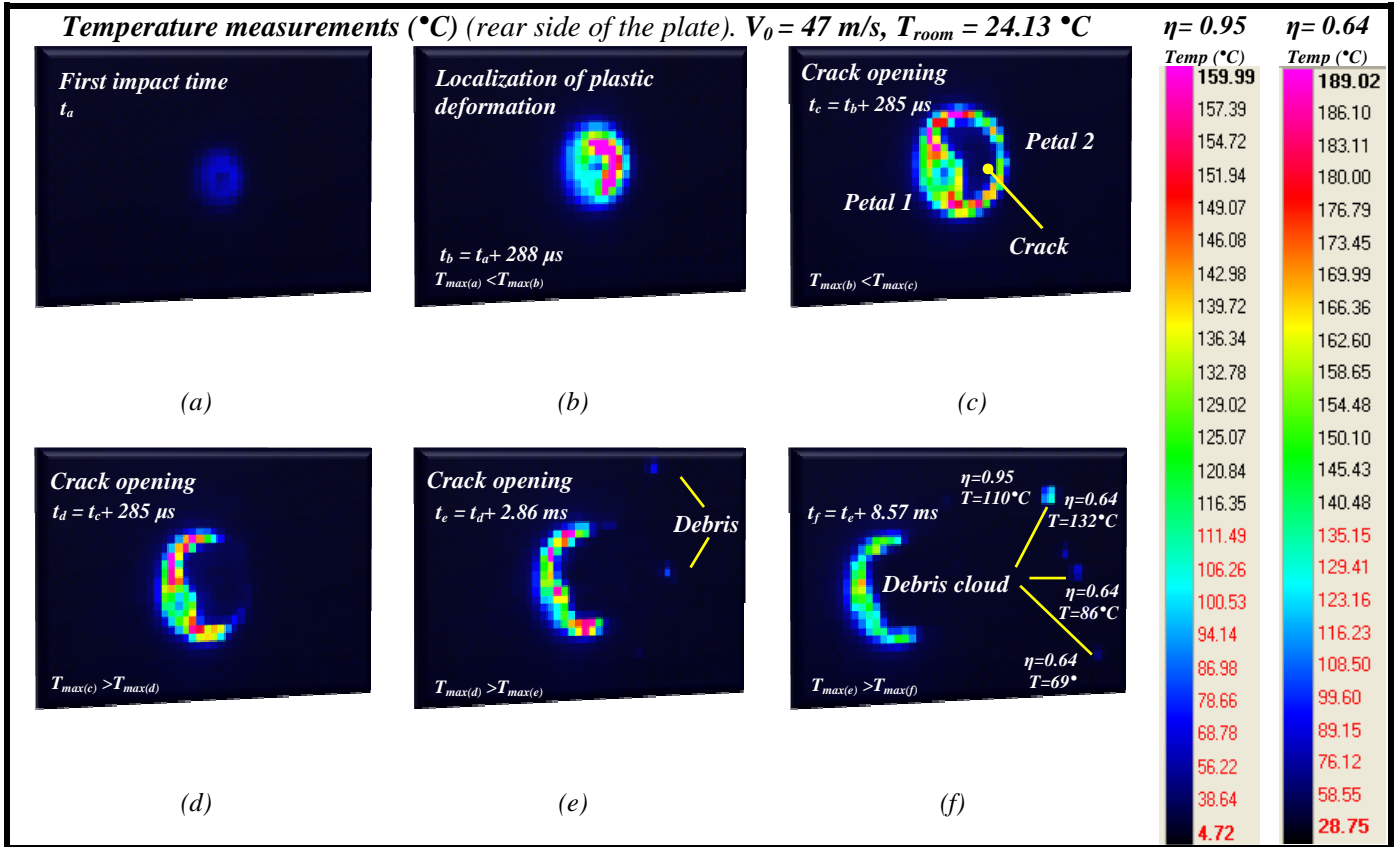 Temperature measurements (°C) (rear side of the plate). V0 = 47 m/s, Troom = 24.13 °C
First impact time
ta
(a)
Localization of plastic
deformation
tb = ta+ 288 μs
Tmax(a) <Tmax(b)
(b)
Crack opening
tc = tb+ 285 μs
Petal 2
Petal 1
Crack
Tmax(b) <Tmax(c)
(c)
Crack opening
td = tc+ 285 μs
Tmax(c) >Tmax(d)
(d)
Crack opening
te = td+ 2.86 ms
Debris
Tmax(d) >Tmax(e)
(e)
η=0.95
T=110°C
η=0.64
T=132°C
tf = te+ 8.57 ms
Debris cloud
η=0.64
T=86°C
η=0.64
T=69°
Tmax(e) >Tmax(f)
(f)
η= 0.95
Temp (°C)
159.99
157.39
154.72
151.94
149.07
146.08
142.98
139.72
136.34
132.78
129.02
125.07
120.84
116.35
111.49
106.26
100.53
94.14
86.98
78.66
68.78
56.22
38.64
4.72
η= 0.64
Temp (°C)
189.02
186.10
183.11
180.00
176.79
173.45
169.99
166.36
162.60
158.65
154.48
150.10
145.43
140.48
135.15
129.41
123.16
116.23
108.50
99.60
89.15
76.12
58.55
28.75